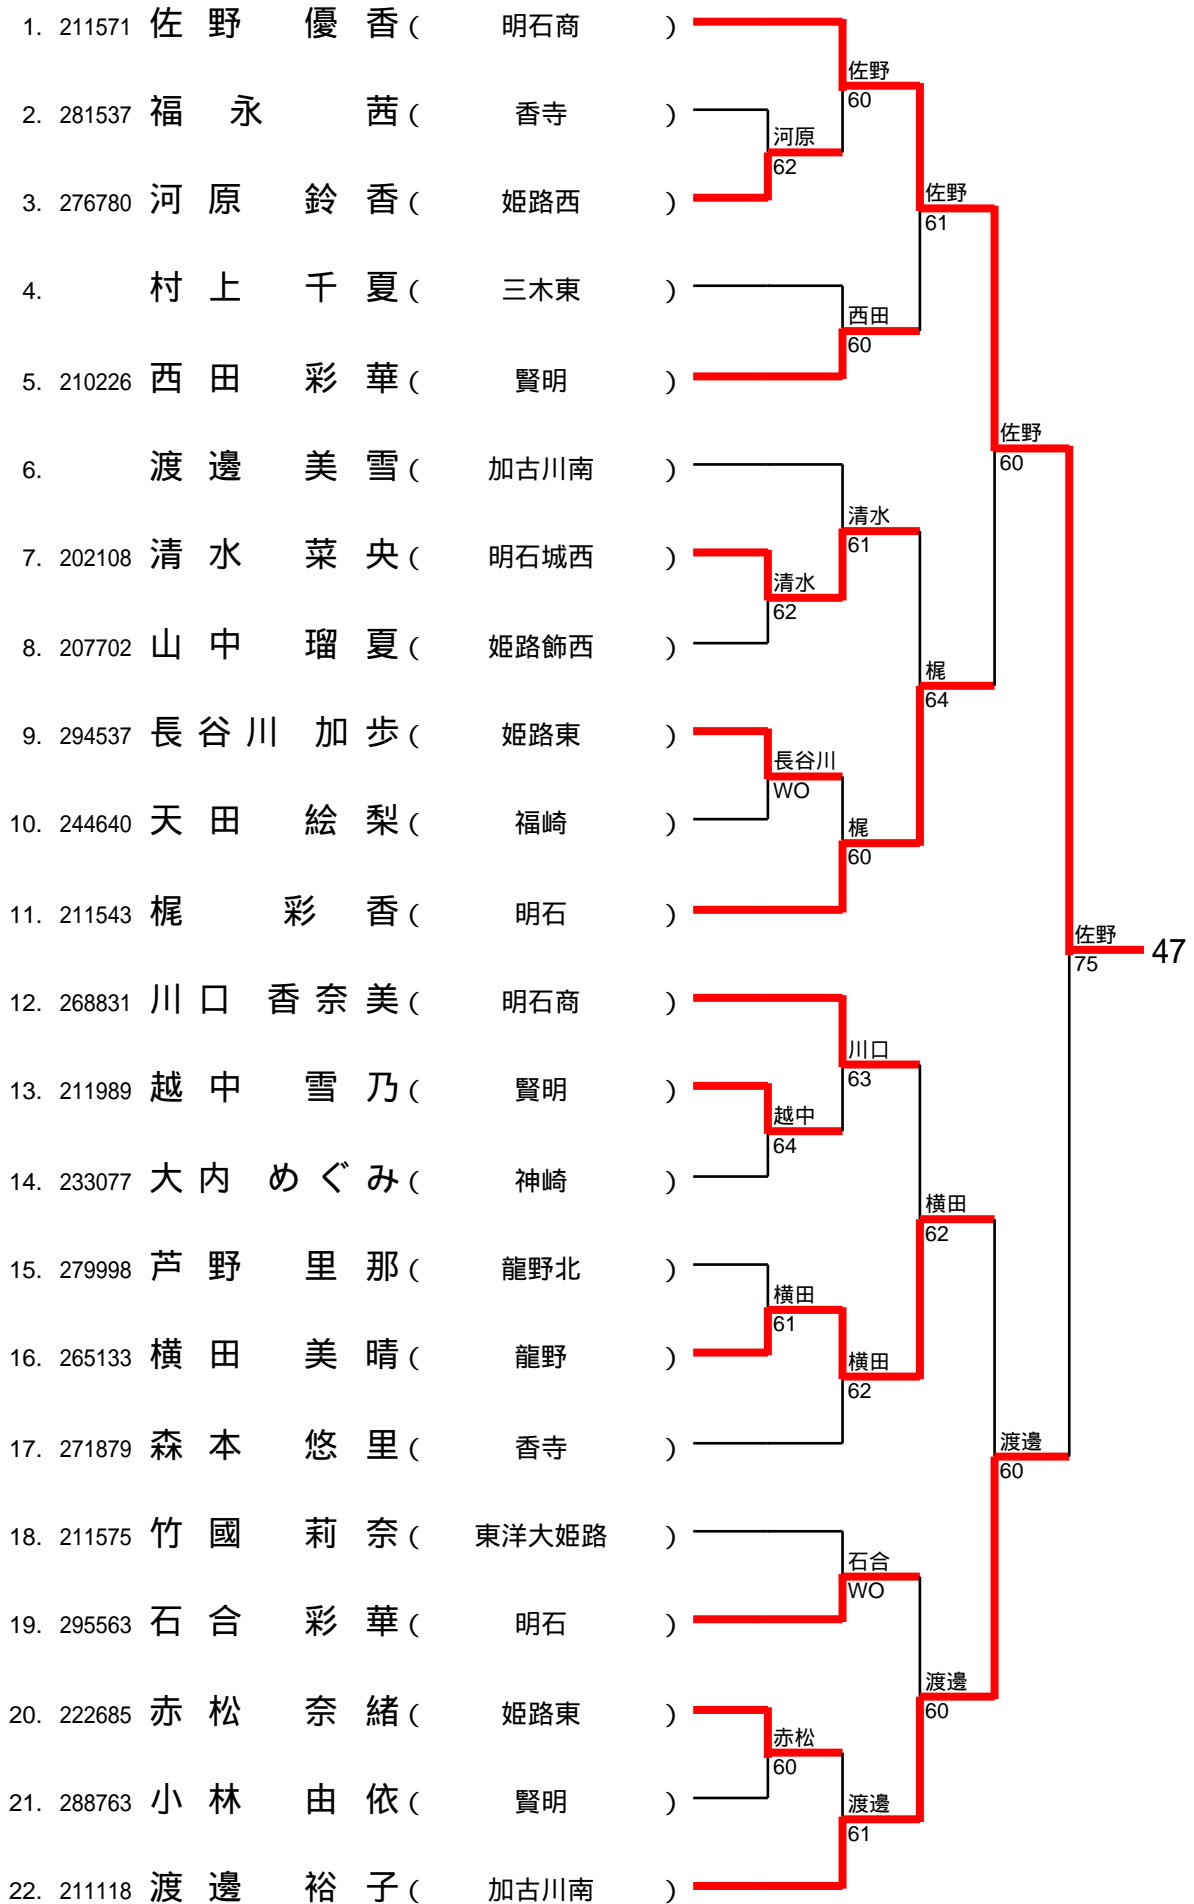 1. 211571 佐野 優香 ( 明石商 )
佐野
60
2. 281537 福永 茜 ( 香寺 )
河原
62
3. 276780 河原 鈴香 ( 姫路西 )
佐野
61
4. 村上 千夏 ( 三木東 )
西田
60
5. 210226 西田 彩華 ( 賢明 )
佐野
60
6. 渡邊 美雪 ( 加古川南 )
清水
61
7. 202108 清水 菜央 ( 明石城西 )
清水
62
8. 207702 山中 瑠夏 ( 姫路飾西 )
梶
64
9. 294537 長谷川 加歩 ( 姫路東 )
長谷川
WO
10. 244640 天田 絵梨 ( 福崎 )
梶
60
11. 211543 梶 彩香 ( 明石 )
佐野
75
47
12. 268831 川口 香奈美 ( 明石商 )
川口
63
13. 211989 越中 雪乃 ( 賢明 )
越中
64
14. 233077 大内 めぐみ ( 神崎 )
横田
62
15. 279998 芦野 里那 ( 龍野北 )
横田
61
16. 265133 横田 美晴 ( 龍野 )
横田
62
17. 271879 森本 悠里 ( 香寺 )
渡邊
60
18. 211575 竹國 莉奈 ( 東洋大姫路 )
石合
WO
19. 295563 石合 彩華 ( 明石 )
渡邊
60
20. 222685 赤松 奈緒 ( 姫路東 )
赤松
60
21. 288763 小林 由依 ( 賢明 )
渡邊
61
22. 211118 渡邊 裕子 ( 加古川南 )